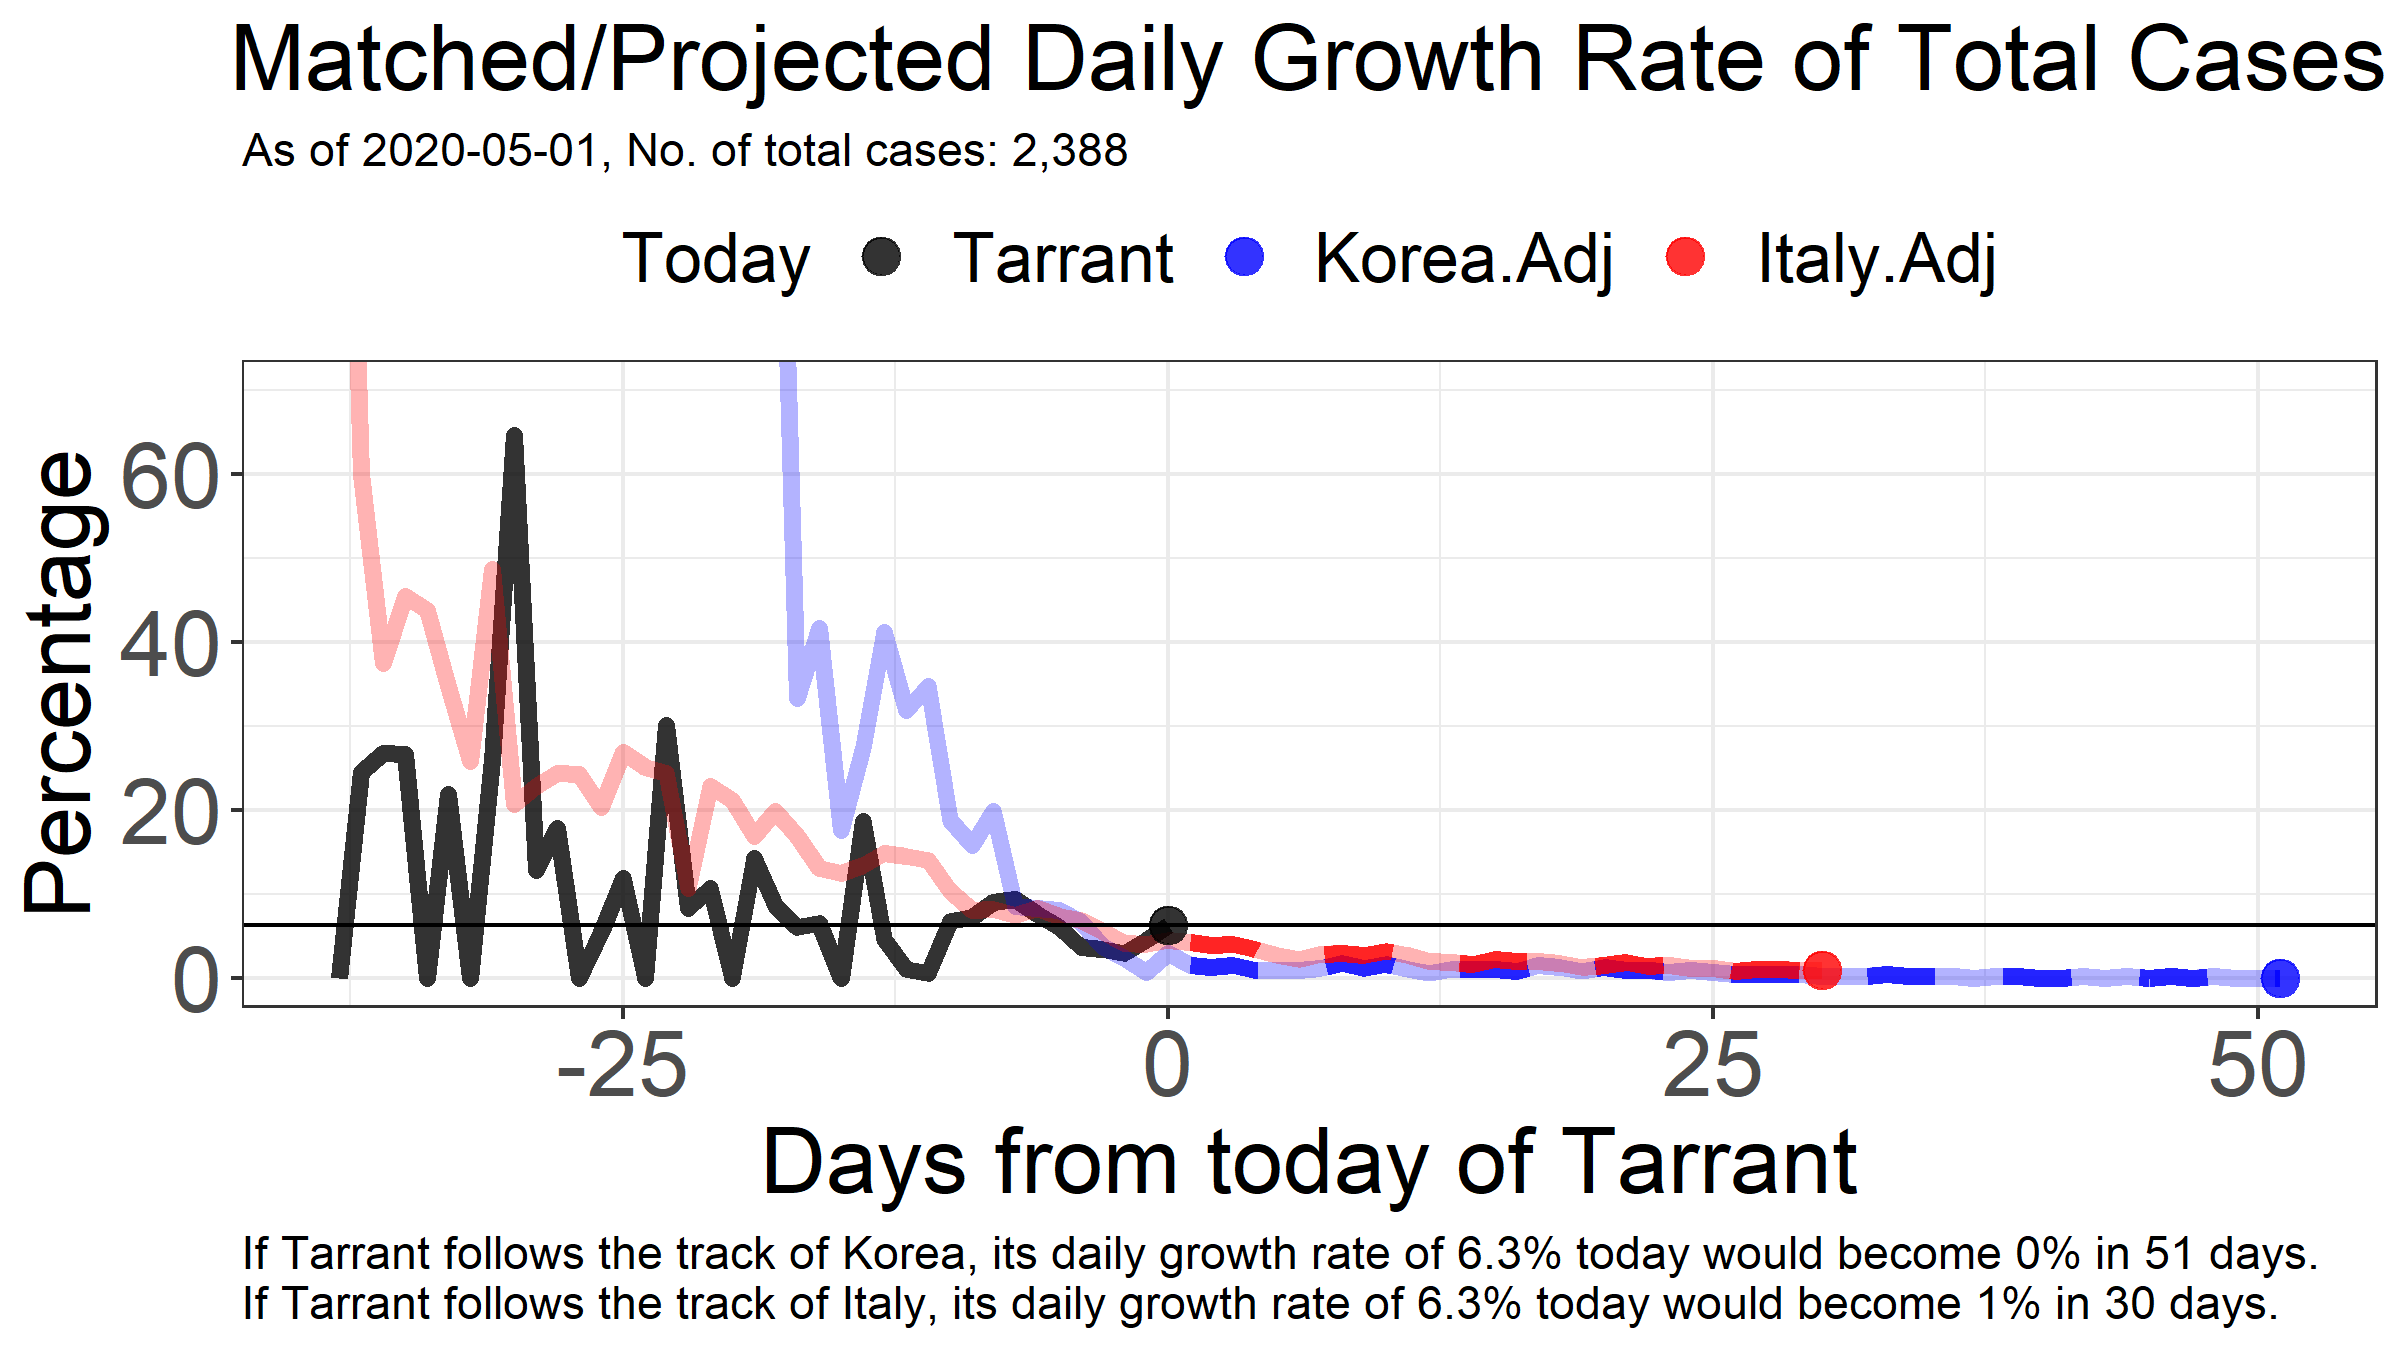 Matched/Projected Daily Growth Rate of Total Cases
As of 2020-05-01, No. of total cases: 2,388
Today Tarrant Korea.Adj Italy.Adj
Percentage
60
40
20
0
-25 0 25 50
Days from today of Tarrant
If Tarrant follows the track of Korea, its daily growth rate of 6.3% today would become 0% in 51 days.
If Tarrant follows the track of Italy, its daily growth rate of 6.3% today would become 1% in 30 days.